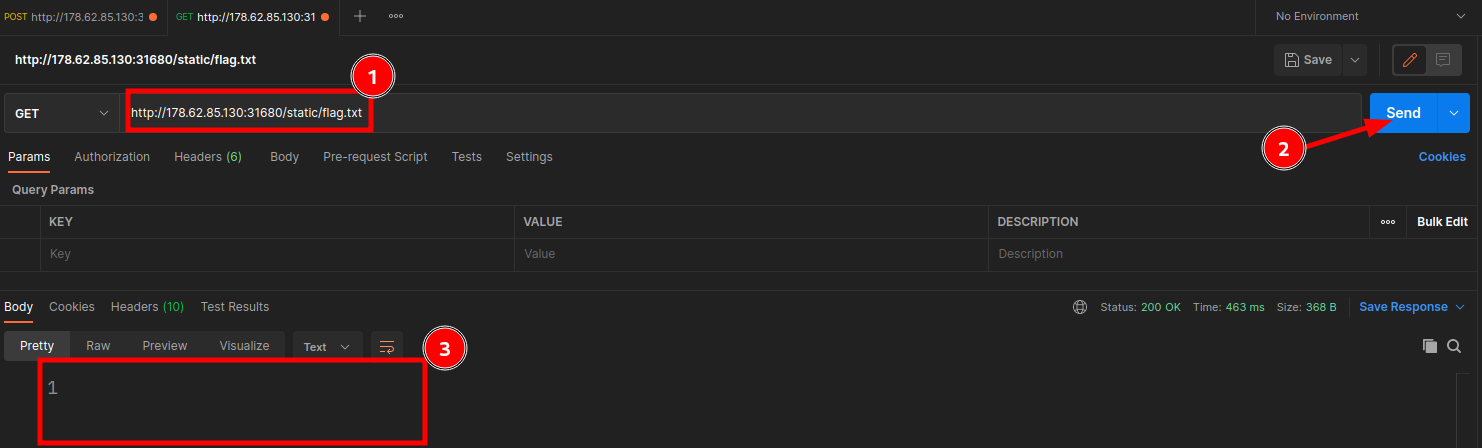 POST http://178.62.85.130:3 GET http://178.62.85.130:31 No Environment
http://178.62.85.130:31680/static/flag.txt Save
1
GET http://178.62.85.130:31680/static/flag.txt Send
2
Params Authorization Headers (6) Body Pre-request Script Tests Settings Cookies
Query Params
KEY VALUE DESCRIPTION Bulk Edit
Key Value Description
Body Cookies Headers (10) Test Results Status: 200 OK Time: 463 ms Size: 368 B Save Response
Pretty Raw Preview Visualize Text
3
1